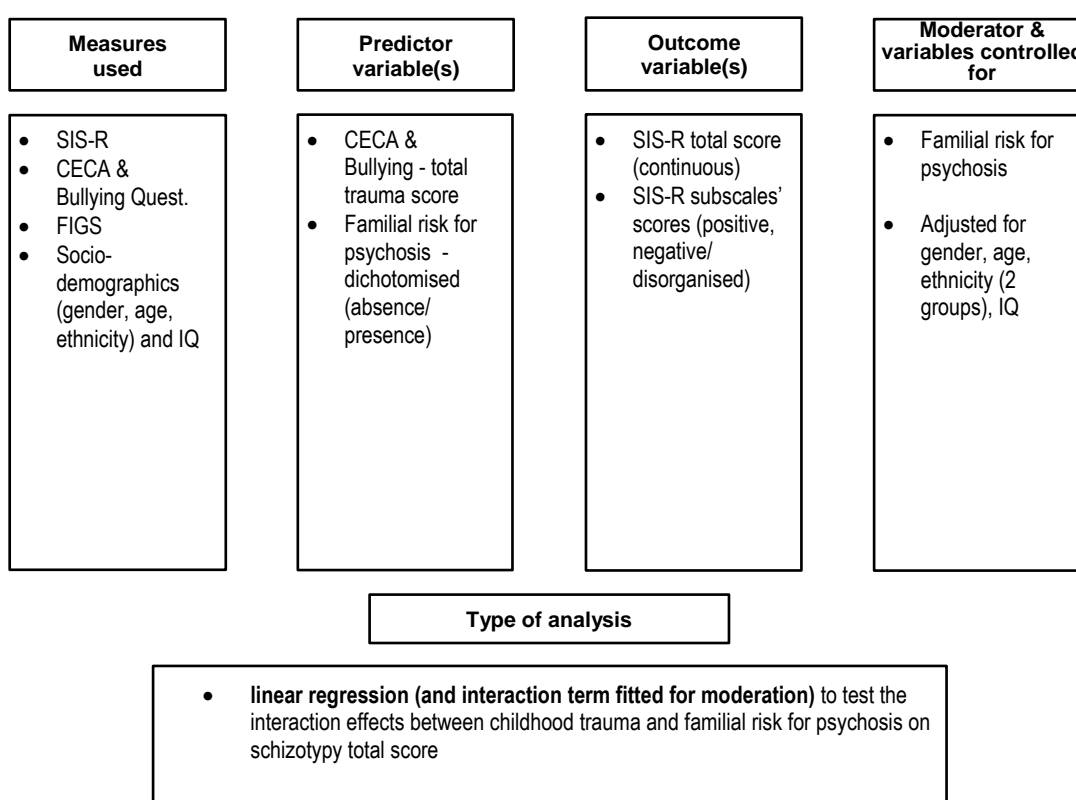 Measures
used
Predictor
variable(s)
Outcome
variable(s)
Moderator &
variables controlled
for
• SIS-R
• CECA &
Bullying Quest.
• FIGS
• Socio-
demographics
(gender, age,
ethnicity) and IQ
• CECA &
Bullying - total
trauma score
• Familial risk for
psychosis -
dichotomised
(absence/
presence)
• SIS-R total score
(continuous)
• SIS-R subscales’
scores (positive,
negative/
disorganised)
• Familial risk for
psychosis
• Adjusted for
gender, age,
ethnicity (2
groups), IQ
Type of analysis
• linear regression (and interaction term fitted for moderation) to test the
interaction effects between childhood trauma and familial risk for psychosis on
schizotypy total score